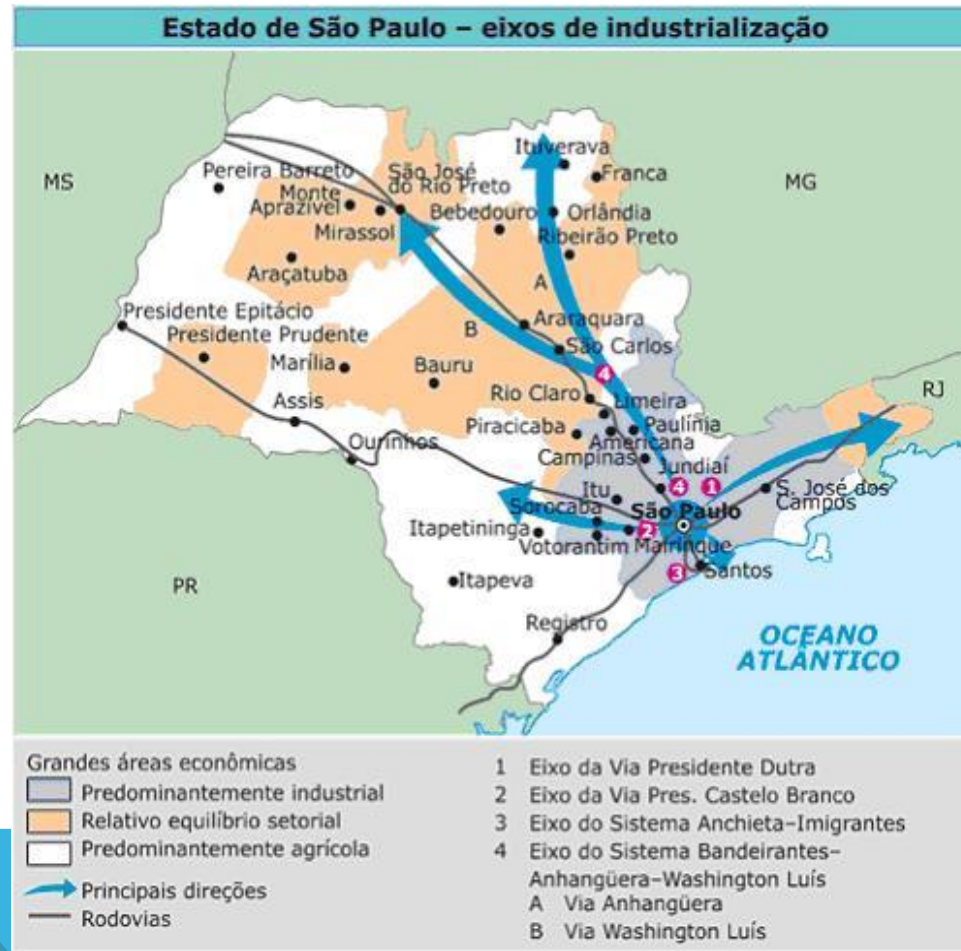 Estado de São Paulo – eixos de industrialização
MS
MG
RJ
PR
Ituverava
Franca
Pereira Barreto
São José
do Rio Preto
Monte
Aprazível
Mirassol
Bebedouro
Orlândia
Ribeirão Preto
Araçatuba
A
B
Presidente Epitácio
Presidente Prudente
Araraquara
São Carlos
Marília
Bauru
4
Rio Claro
Limeira
Assis
Piracicaba
Paulínia
Americana
Ourinhos
Campinas
Jundiaí
4
1
Itu
S. José dos
Campos
Sorocaba
São Paulo
Itapetininga
2
Votorantim
Mairinque
3
Santos
Itapeva
Registro
OCEANO
ATLÂNTICO
Grandes áreas econômicas
Predominantemente industrial
Relativo equilíbrio setorial
Predominantemente agrícola
Principais direções
Rodovias
1 Eixo da Via Presidente Dutra
2 Eixo da Via Pres. Castelo Branco
3 Eixo do Sistema Anchieta–Imigrantes
4 Eixo do Sistema Bandeirantes–
Anhangüera–Washington Luís
A Via Anhangüera
B Via Washington Luís